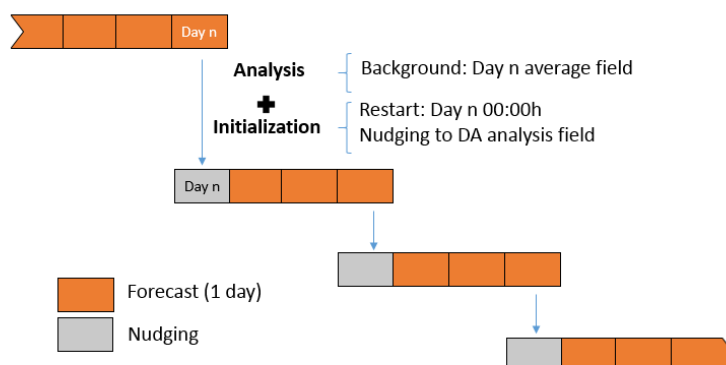 Day n
Analysis
Background: Day n average field
Initialization
Restart: Day n 00:00h
Nudging to DA analysis field
Day n
Forecast (1 day)
Nudging